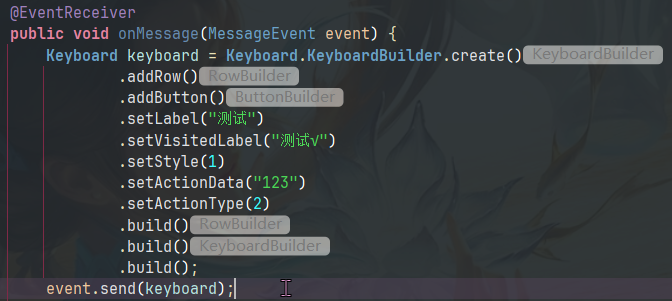 @EventReceiver
public void onMessage(MessageEvent event) {
Keyboard keyboard = Keyboard.KeyboardBuilder.create() KeyboardBuilder
.addRow() RowBuilder
.addButton() ButtonBuilder
.setLabel("测试")
.setVisitedLabel("测试√")
.setStyle(1)
.setActionData("123")
.setActionType(2)
.build() RowBuilder
.build() KeyboardBuilder
.build();
event.send(keyboard);